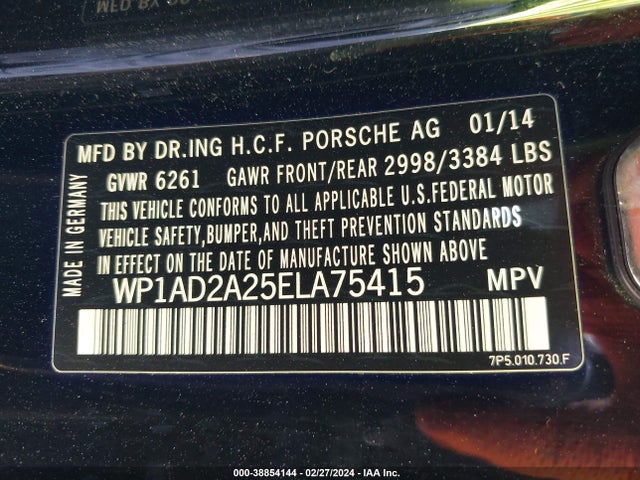 MFD BY DR.ING H.C.F. PORSCHE AG 01/14
GVWR 6261 GAWR FRONT/REAR 2998/3384 LBS
THIS VEHICLE CONFORMS TO ALL APPLICABLE U.S.FEDERAL MOTOR
VEHICLE SAFETY,BUMPER,AND THEFT PREVENTION STANDARDS
IN EFFECT ON THE DATE OF MANUFACTURE SHOWN ABOVE
WP1AD2A25ELA75415 MPV
7P5.010.730.F
MADE IN GERMANY
000-38854144 - 02/27/2024 - IAA Inc.